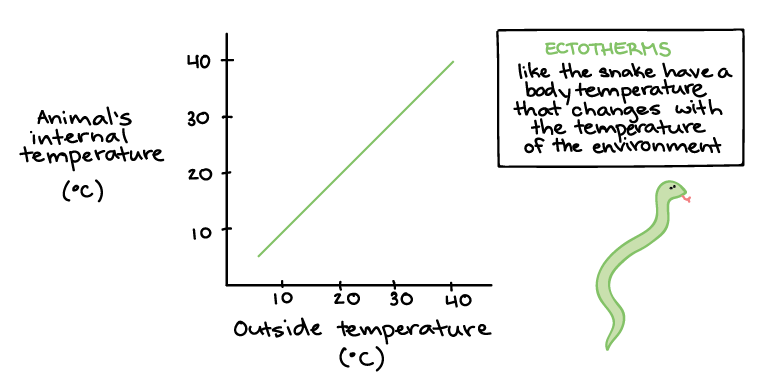 40
30
20
10
Animal's
internal
temperature
(°C)
10 20 30 40
Outside temperature
(°C)
ECTOTHERMS
like the snake have a
body temperature
that changes with
the temperature
of the environment